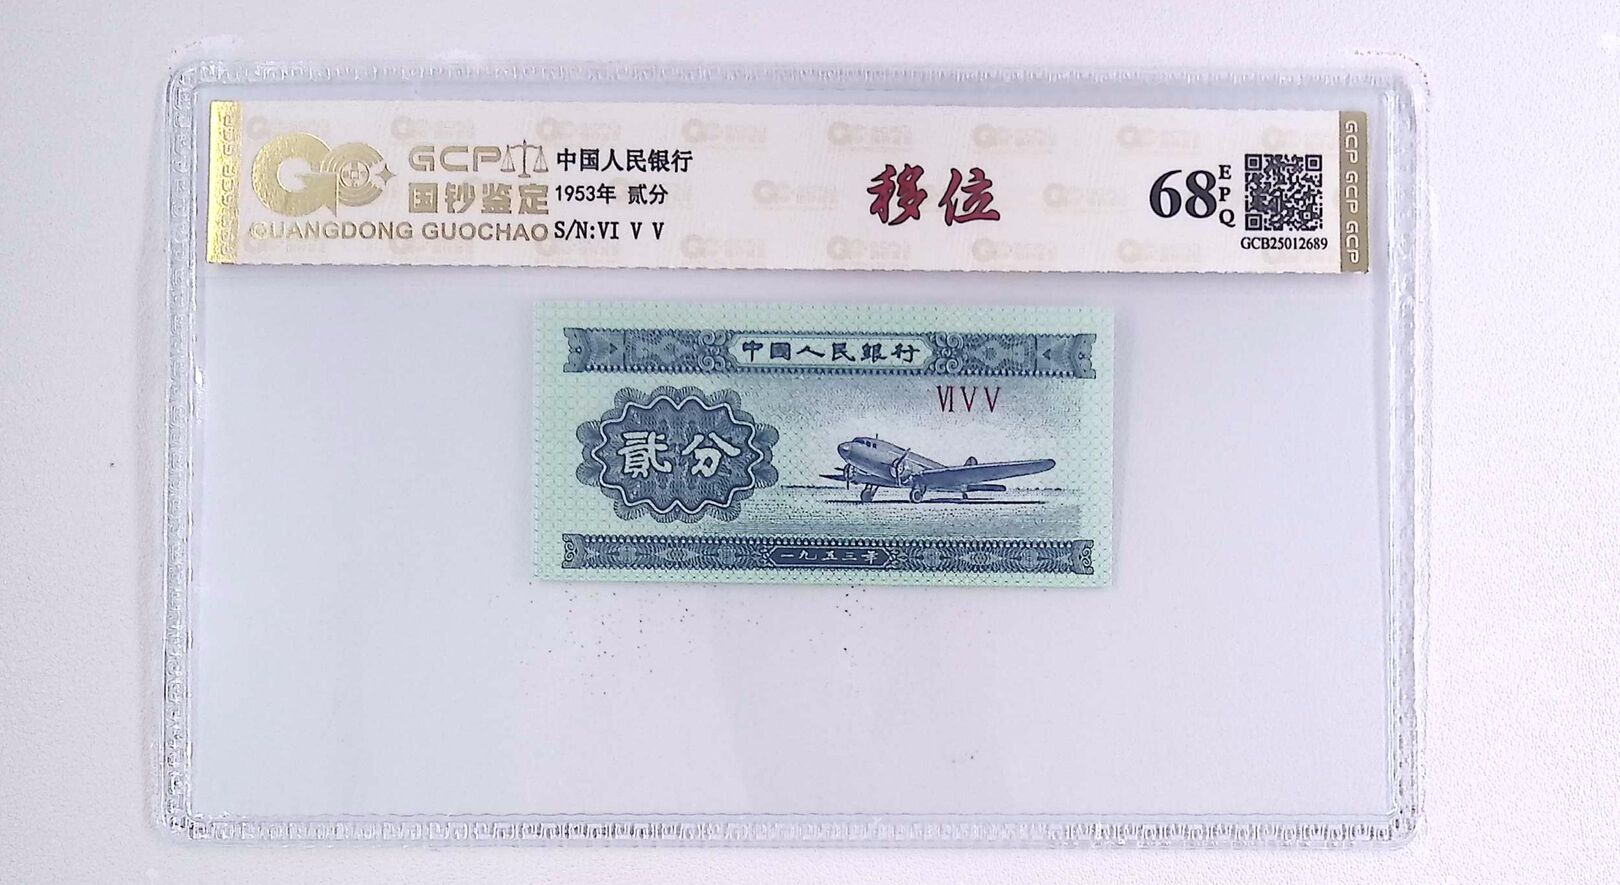 GCP
国钞鉴定
GUANGDONG GUOCHAO
中国人民银行
1953年 贰分
S/N:VI V V
移位
68
EPQ
GCB25012689
GCP GCP GCP
中国人民銀行
VI V V
貳分
一九五三年